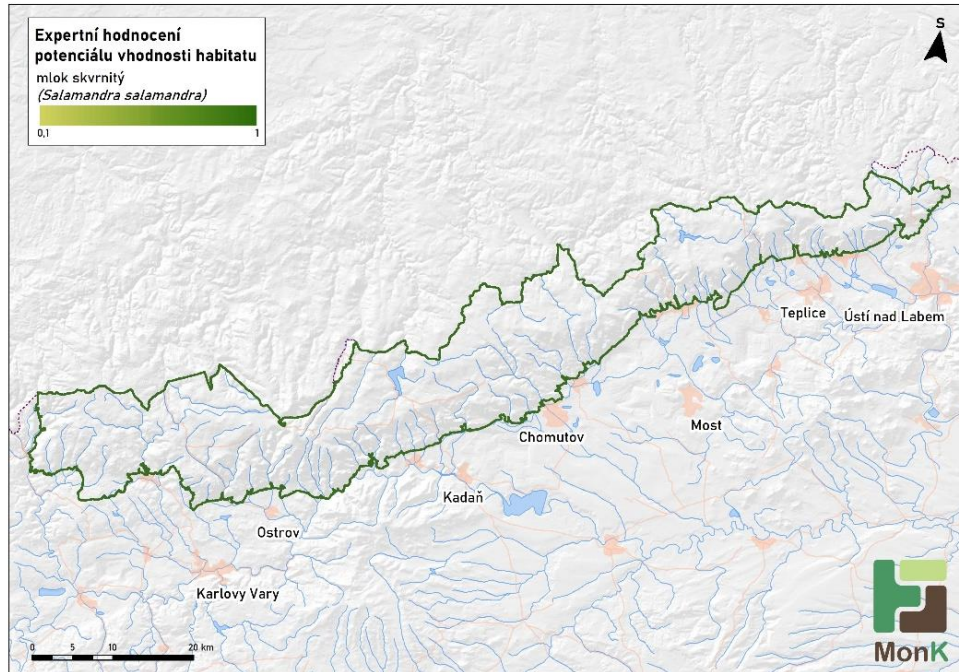 Expertní hodnocení
potenciálu vhodnosti habitatu
mlok skvrnitý
(Salamandra salamandra)
0,1 1
S
Teplice
Ústí nad Labem
Most
Chomutov
Kadaň
Ostrov
Karlovy Vary
0 5 10 20 km
MonK